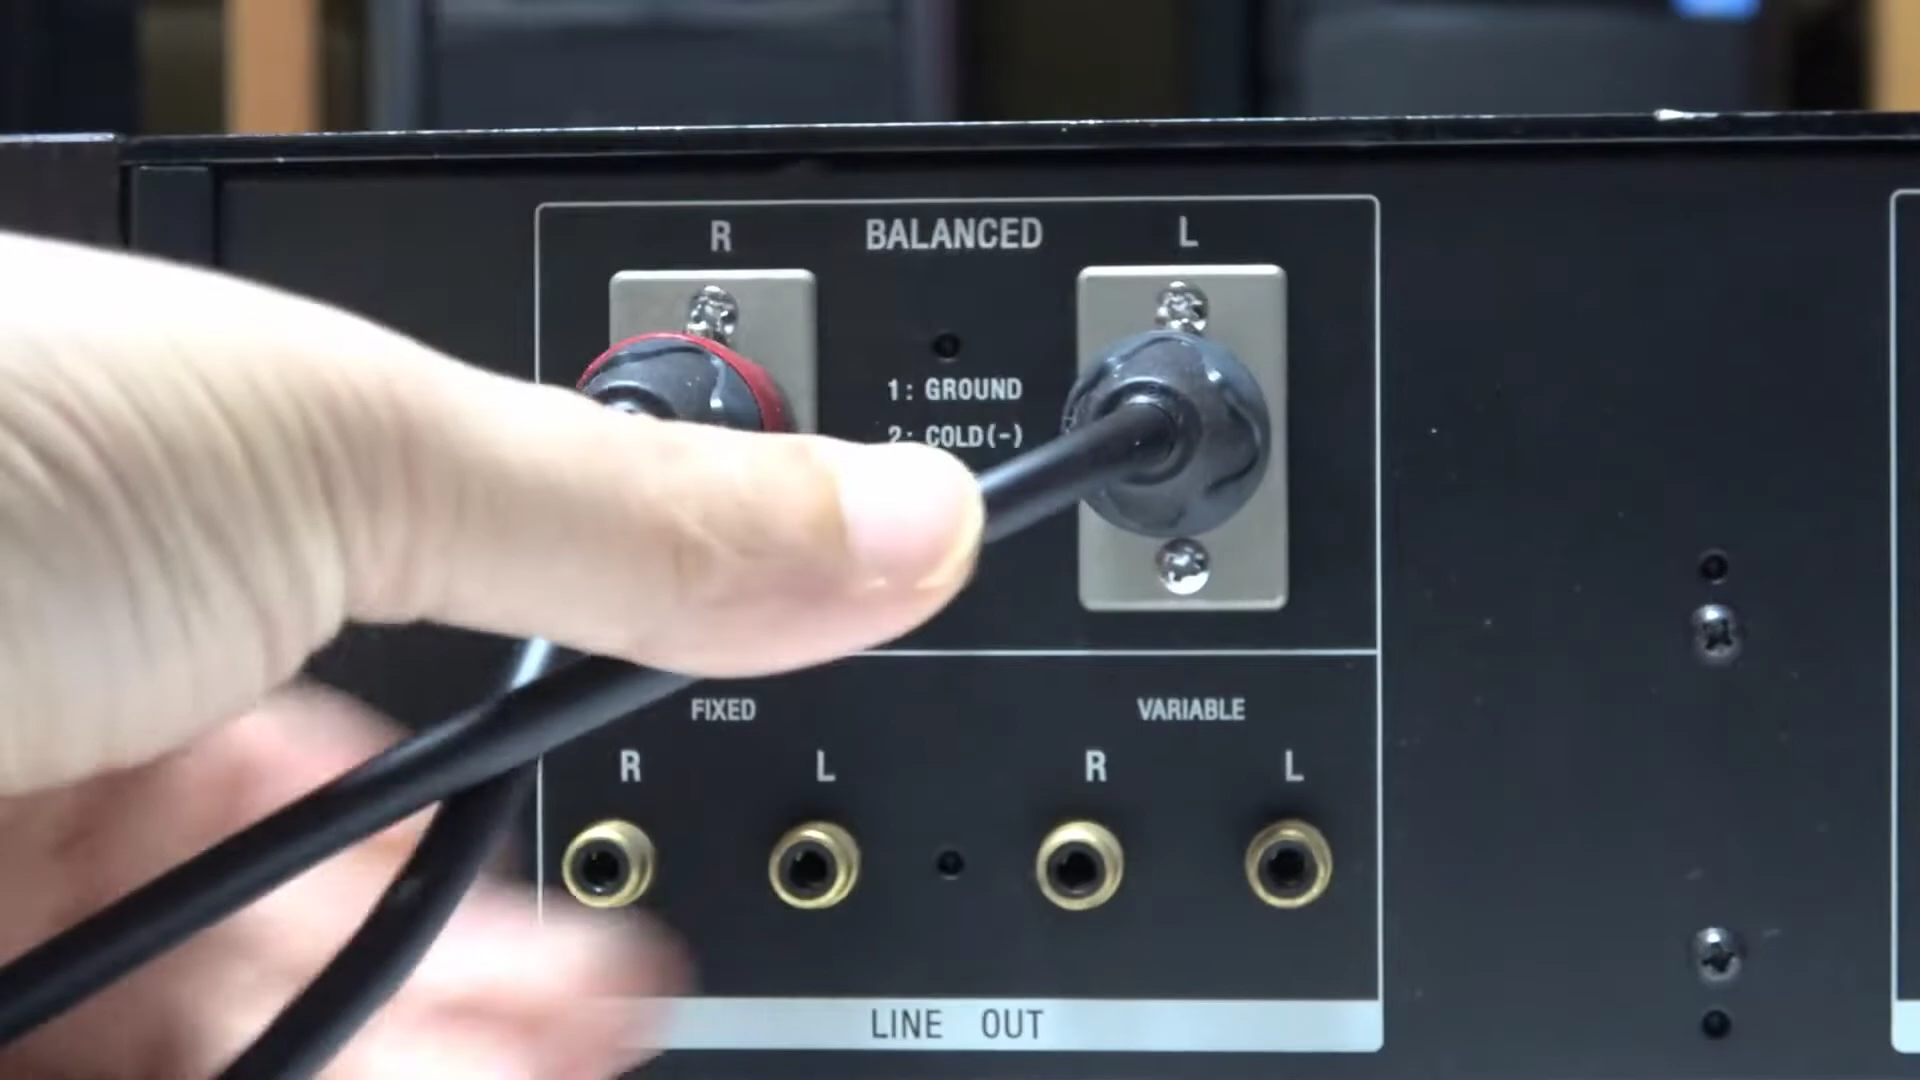 R BALANCED L
1: GROUND
2: COLD(-)
FIXED VARIABLE
R L R L
LINE OUT